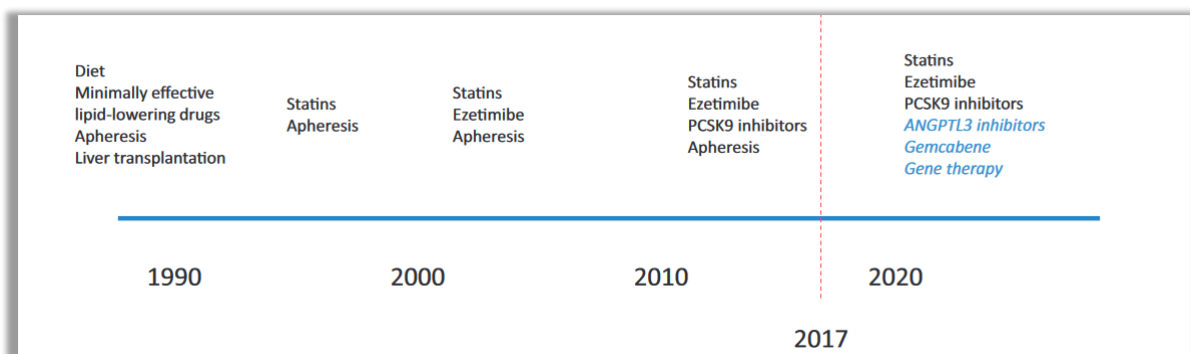 Diet
Minimally effective
lipid-lowering drugs
Apheresis
Liver transplantation
Statins
Apheresis
Statins
Ezetimibe
Apheresis
Statins
Ezetimibe
PCSK9 inhibitors
Apheresis
Statins
Ezetimibe
PCSK9 inhibitors
ANGPTL3 inhibitors
Gemcabene
Gene therapy
1990
2000
2010
2020
2017